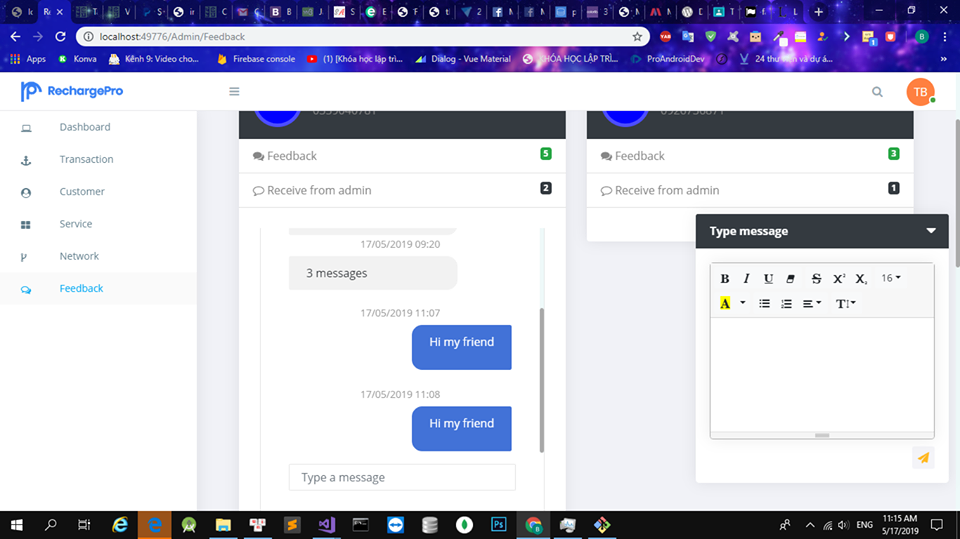 localhost:49776/Admin/Feedback
Apps
Konva
Kênh 9: Video cho...
Firebase console
(1) [Khóa học lập trìn...
Dialog - Vue Material
KHÓA HỌC LẬP TRÌ...
ProAndroidDev
24 thư viện và dự á...
RechargePro
TB
Dashboard
Transaction
Customer
Service
Network
Feedback
Feedback
5
Receive from admin
2
17/05/2019 09:20
3 messages
17/05/2019 11:07
Hi my friend
17/05/2019 11:08
Hi my friend
Type a message
Feedback
3
Receive from admin
1
Type message
B I U S X² X₂ 16
A T
ENG
11:15 AM
5/17/2019